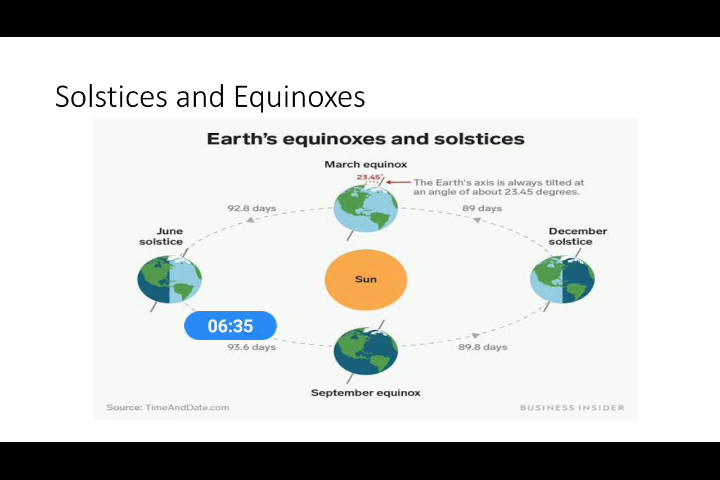 Solstices and Equinoxes
Earth's equinoxes and solstices
March equinox
23.45°
The Earth's axis is always tilted at
an angle of about 23.45 degrees.
92.8 days
89 days
June
solstice
December
solstice
Sun
06:35
93.6 days
89.8 days
September equinox
Source: TimeAndDate.com
BUSINESS INSIDER